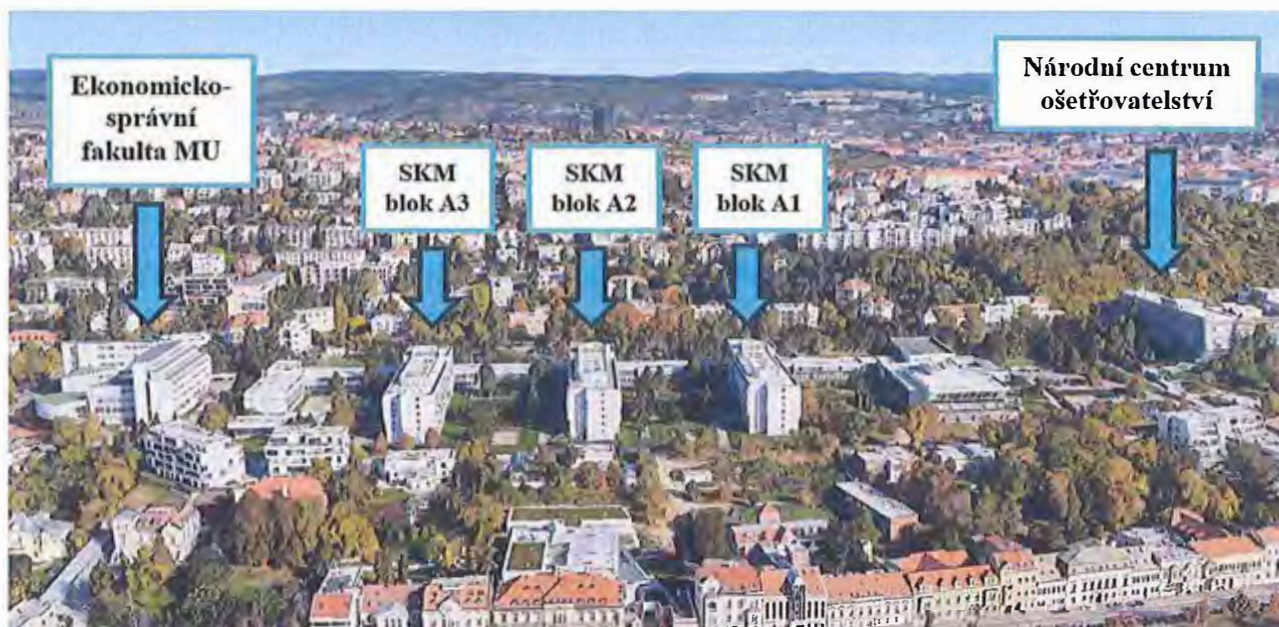 Ekonomicko-
správní
fakulta MU
SKM
blok A3
SKM
blok A2
SKM
blok A1
Národní centrum
ošetřovatelství